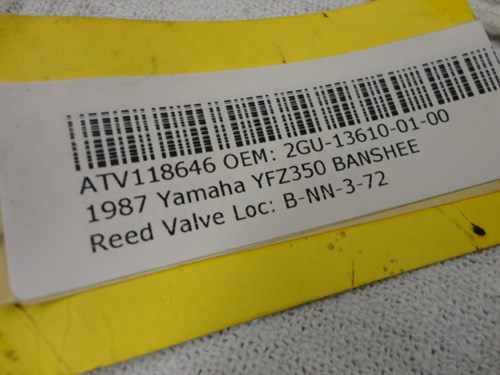 ATV118646 OEM: 2GU-13610-01-00
1987 Yamaha YFZ350 BANSHEE
Reed Valve Loc: B-NN-3-72